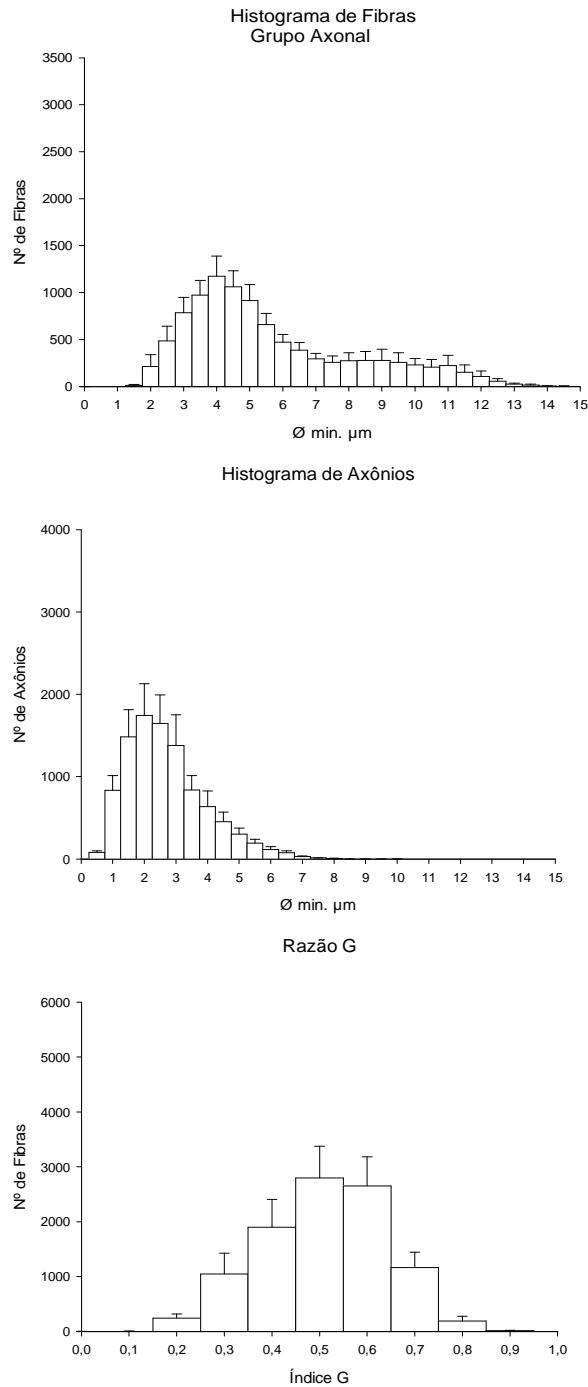 Histograma de Fibras
Grupo Axonal
3500
3000
2500
2000
1500
1000
500
0
Nº de Fibras
0 1 2 3 4 5 6 7 8 9 10 11 12 13 14 15
Ø min. µm
Histograma de Axônios
4000
3000
2000
1000
0
Nº de Axônios
0 1 2 3 4 5 6 7 8 9 10 11 12 13 14 15
Ø min. µm
Razão G
6000
5000
4000
3000
2000
1000
0
Nº de Fibras
0,0 0,1 0,2 0,3 0,4 0,5 0,6 0,7 0,8 0,9 1,0
Índice G